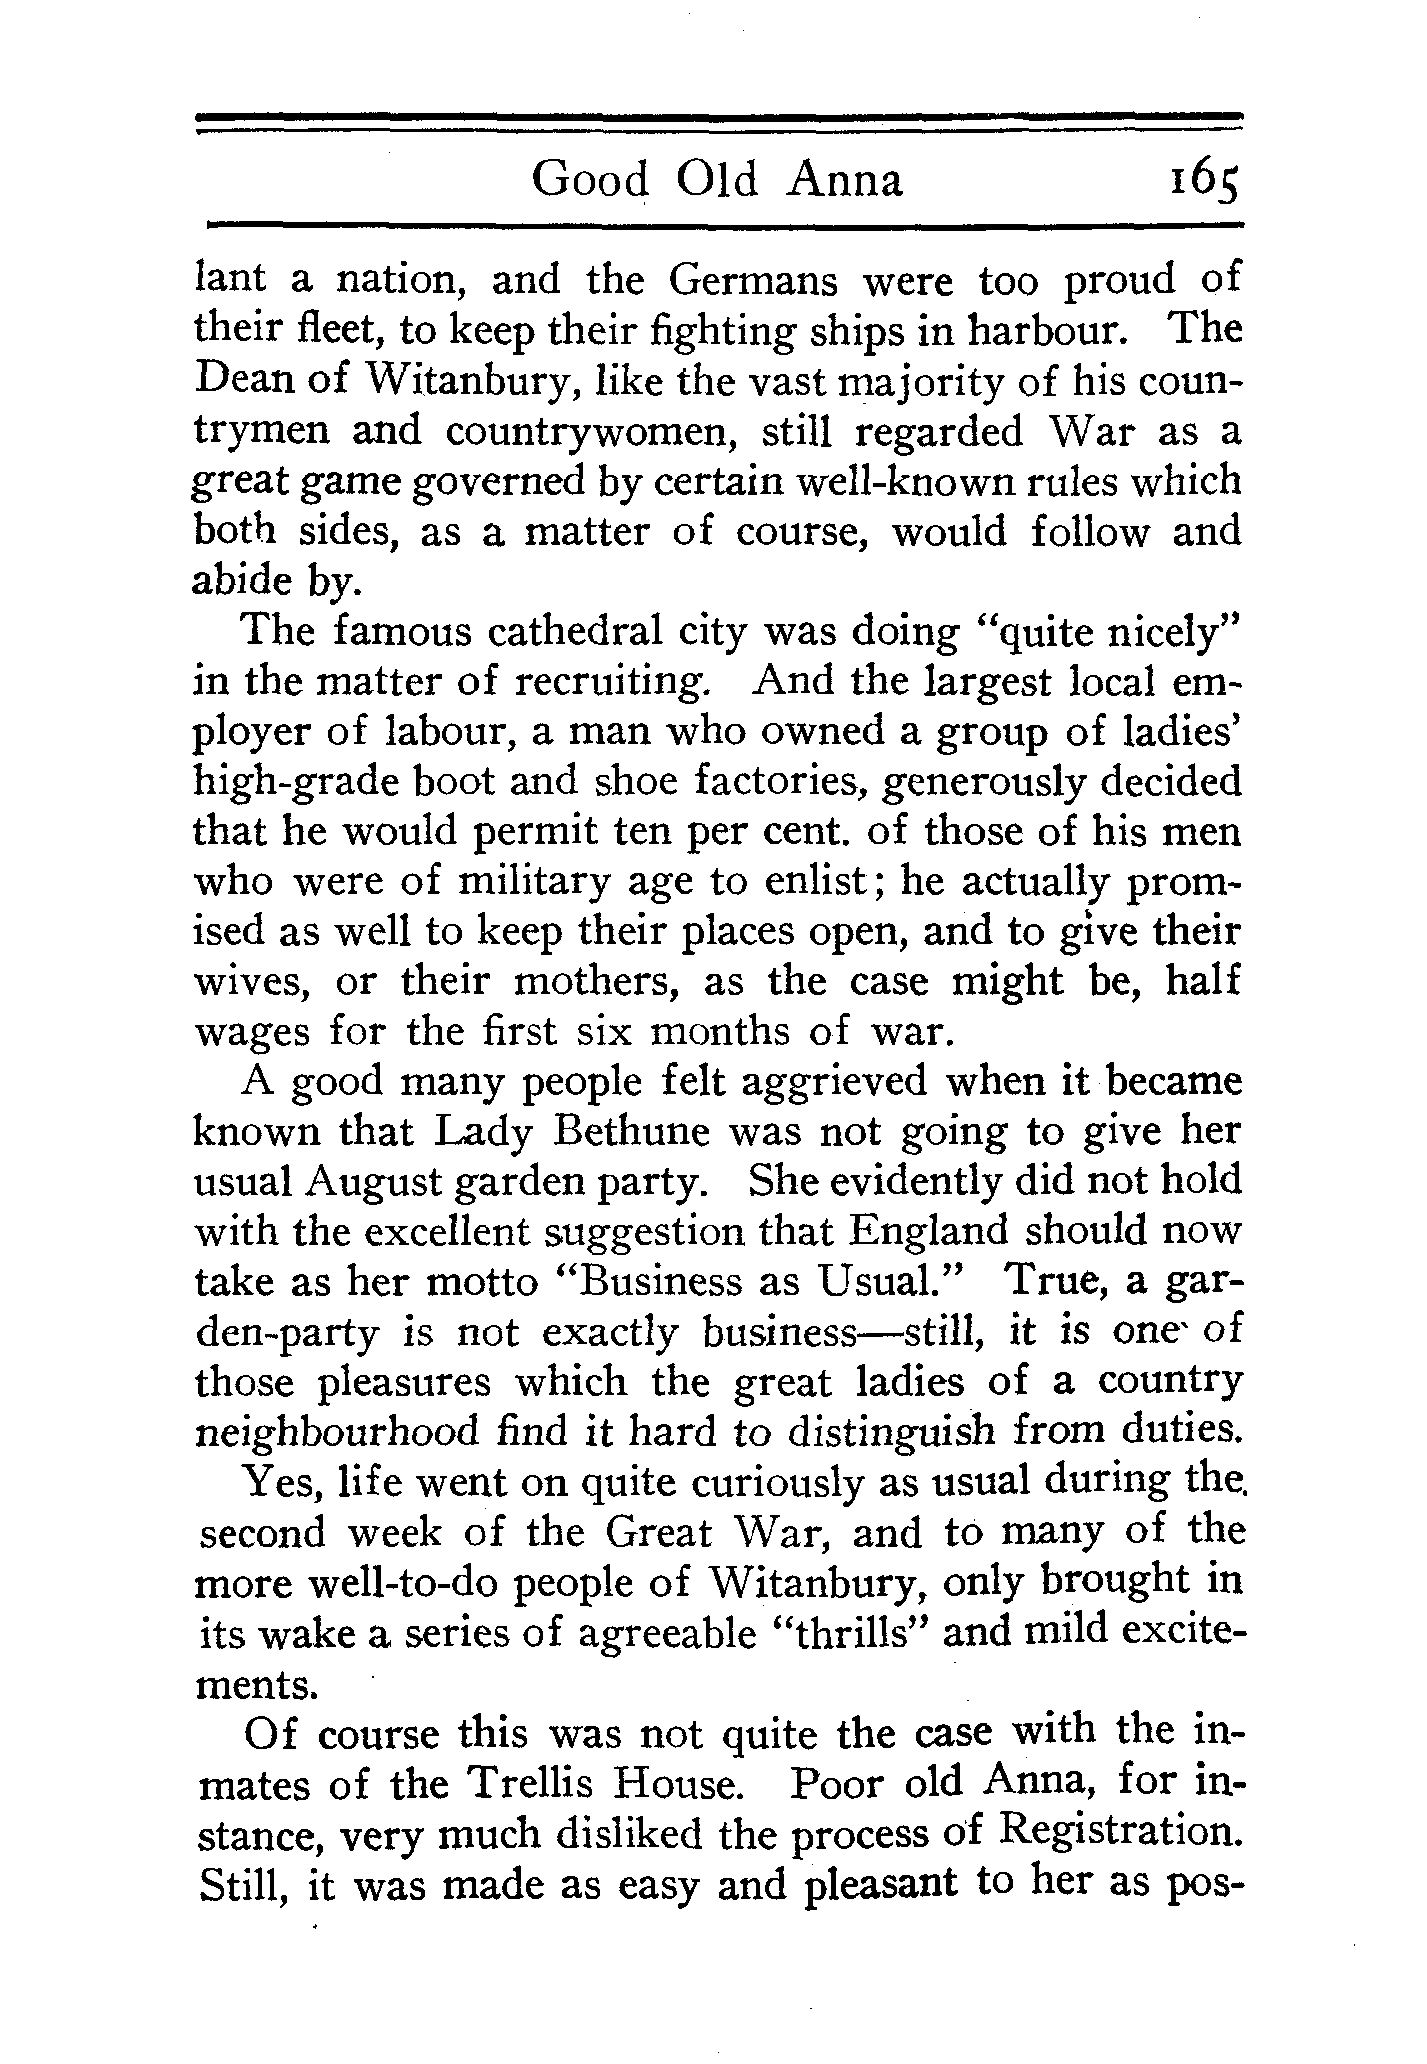 Good Old Anna 165
lant a nation, and the Germans were too proud of
their fleet, to keep their fighting ships in harbour. The
Dean of Witanbury, like the vast majority of his coun-
trymen and countrywomen, still regarded War as a
great game governed by certain well-known rules which
both sides, as a matter of course, would follow and
abide by.
The famous cathedral city was doing "quite nicely"
in the matter of recruiting. And the largest local em-
ployer of labour, a man who owned a group of ladies'
high-grade boot and shoe factories, generously decided
that he would permit ten per cent. of those of his men
who were of military age to enlist; he actually prom-
ised as well to keep their places open, and to give their
wives, or their mothers, as the case might be, half
wages for the first six months of war.
A good many people felt aggrieved when it became
known that Lady Bethune was not going to give her
usual August garden party. She evidently did not hold
with the excellent suggestion that England should now
take as her motto "Business as Usual." True, a gar-
den-party is not exactly business—still, it is one of
those pleasures which the great ladies of a country
neighbourhood find it hard to distinguish from duties.
Yes, life went on quite curiously as usual during the
second week of the Great War, and to many of the
more well-to-do people of Witanbury, only brought in
its wake a series of agreeable "thrills" and mild excite-
ments.
Of course this was not quite the case with the in-
mates of the Trellis House. Poor old Anna, for in-
stance, very much disliked the process of Registration.
Still, it was made as easy and pleasant to her as pos-